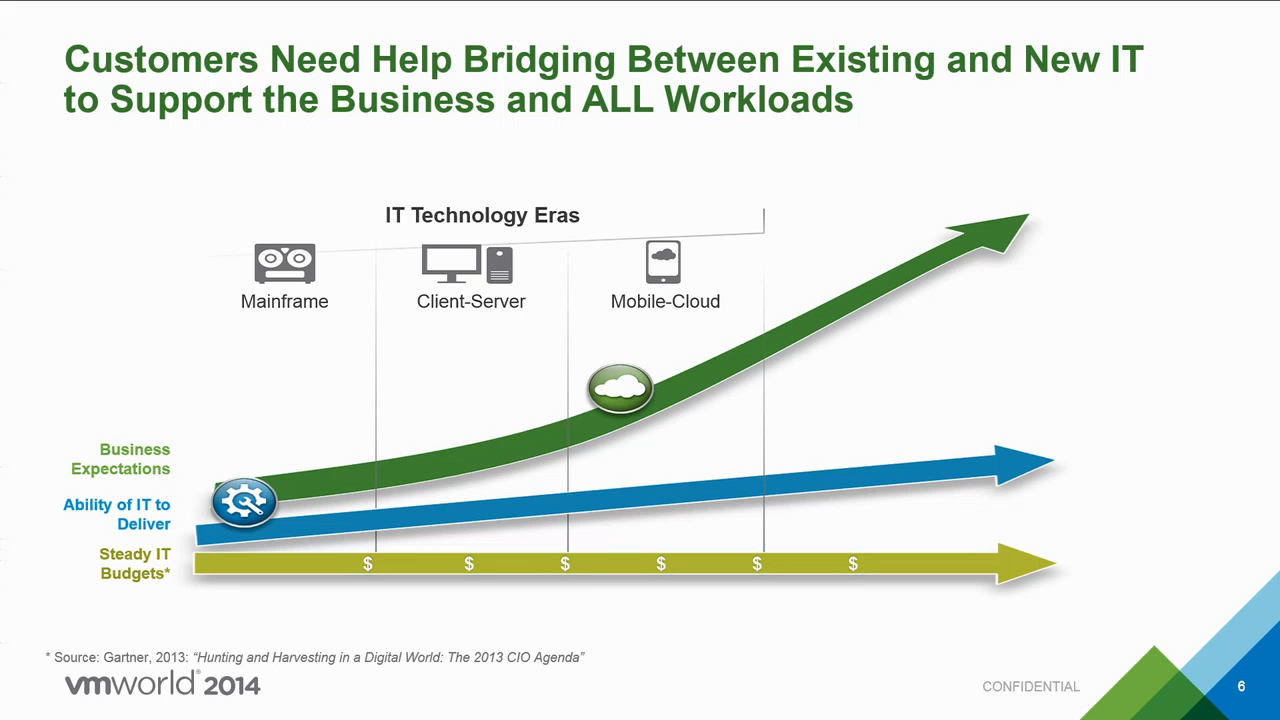 Customers Need Help Bridging Between Existing and New IT
to Support the Business and ALL Workloads
IT Technology Eras
Mainframe
Client-Server
Mobile-Cloud
Business
Expectations
Ability of IT to
Deliver
Steady IT
Budgets*
$ $ $ $ $ $
* Source: Gartner, 2013: “Hunting and Harvesting in a Digital World: The 2013 CIO Agenda”
vmworld® 2014
CONFIDENTIAL
6